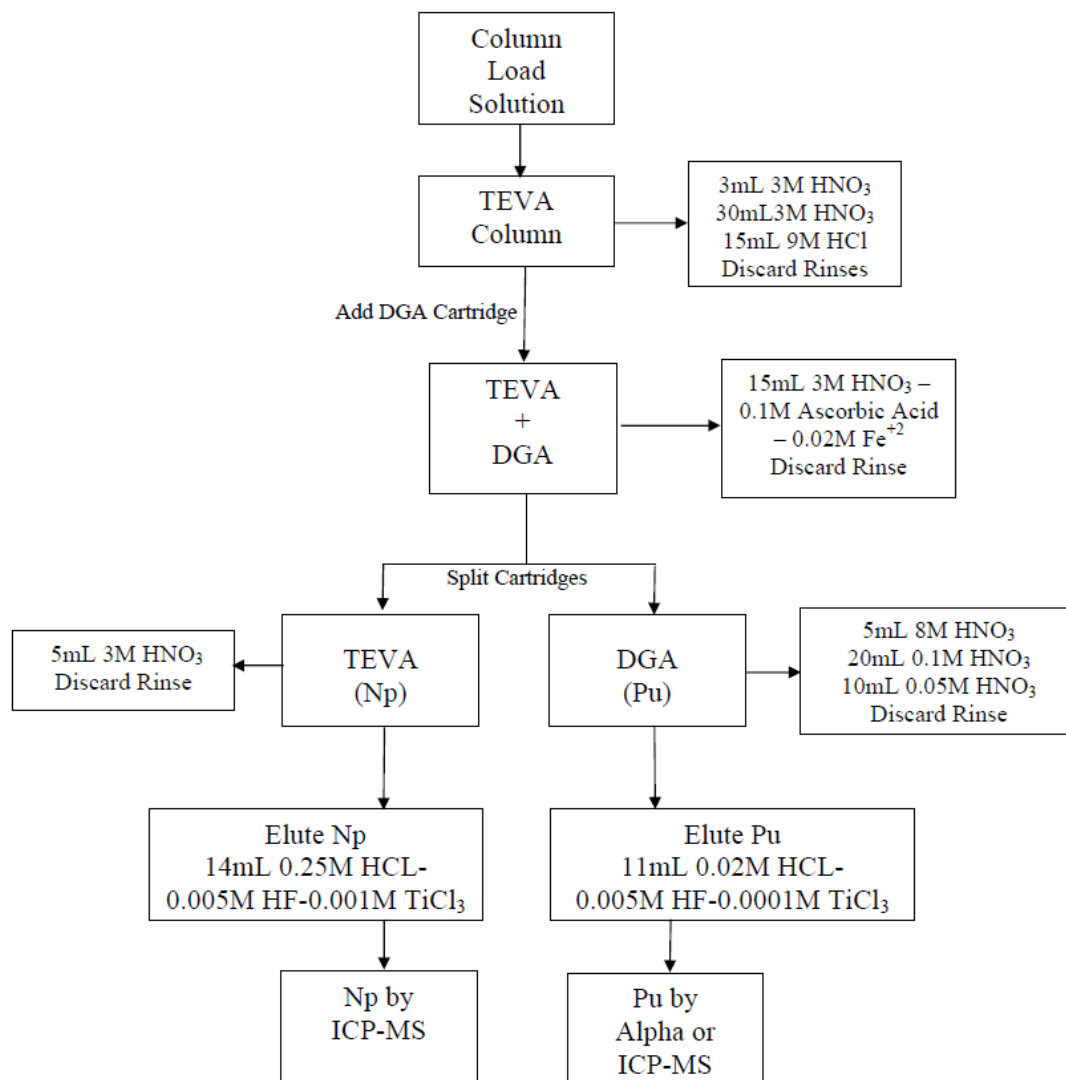 Column
Load
Solution
TEVA
Column
3mL 3M HNO₃
30mL3M HNO₃
15mL 9M HCl
Discard Rinses
Add DGA Cartridge
TEVA
+
DGA
15mL 3M HNO₃ –
0.1M Ascorbic Acid
– 0.02M Fe⁺²
Discard Rinse
Split Cartridges
5mL 3M HNO₃
Discard Rinse
TEVA
(Np)
DGA
(Pu)
5mL 8M HNO₃
20mL 0.1M HNO₃
10mL 0.05M HNO₃
Discard Rinse
Elute Np
14mL 0.25M HCL-
0.005M HF-0.001M TiCl₃
Elute Pu
11mL 0.02M HCL-
0.005M HF-0.0001M TiCl₃
Np by
ICP-MS
Pu by
Alpha or
ICP-MS